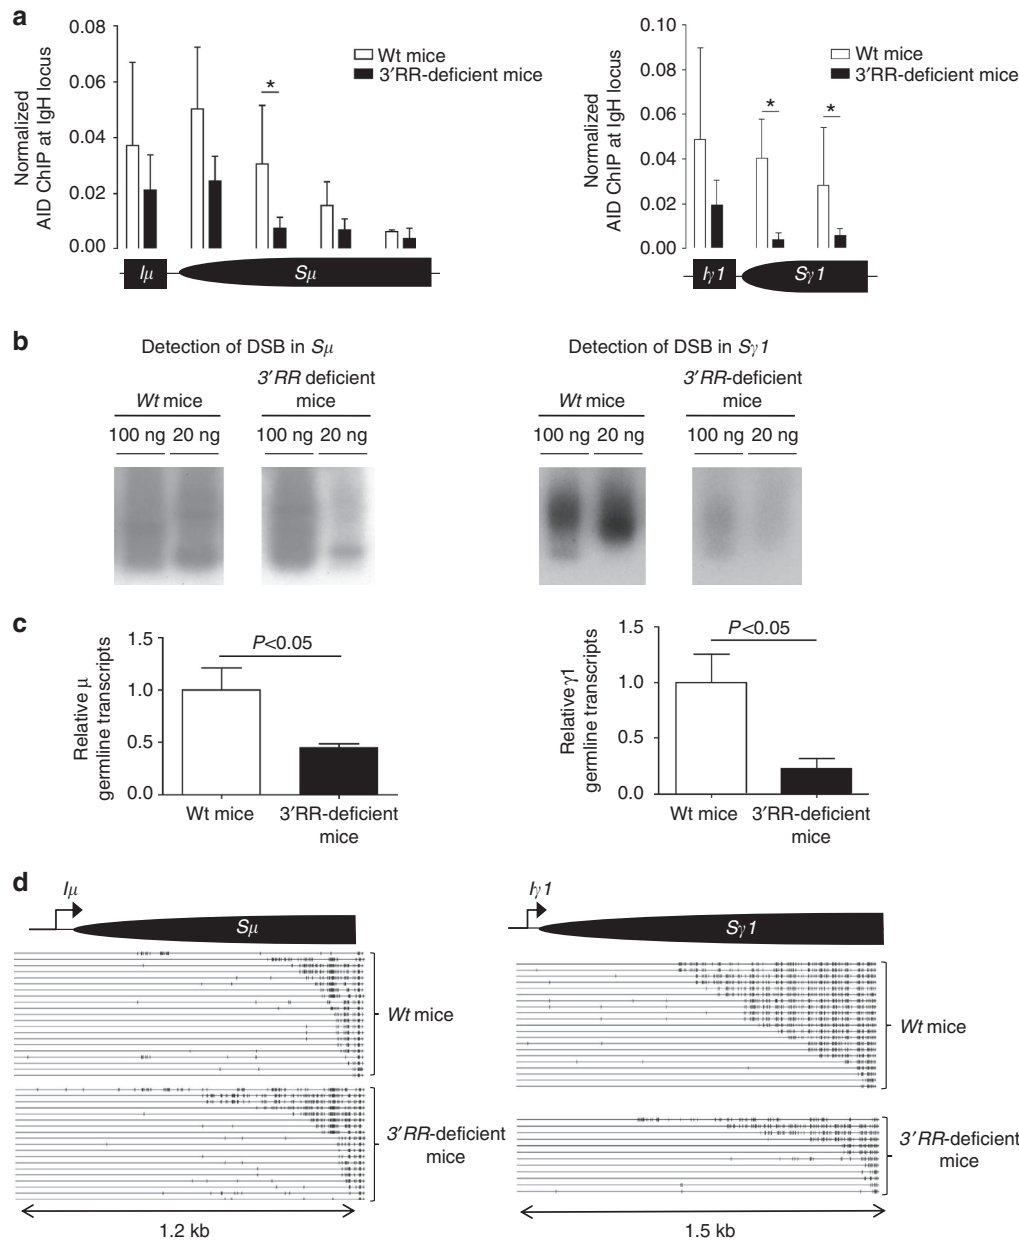 a
0.08
0.06
0.04
0.02
0.00
Normalized
AID ChIP at IgH locus
Wt mice
3′RR-deficient mice
*
Iμ
Sμ
0.10
0.08
0.06
0.04
0.02
0.00
Normalized
AID ChIP at IgH locus
Wt mice
3′RR-deficient mice
*
*
Iγ1
Sγ1
b
Detection of DSB in Sμ
Wt mice
3′RR deficient
mice
100 ng 20 ng
100 ng 20 ng
Detection of DSB in Sγ1
Wt mice
3′RR-deficient
mice
100 ng 20 ng
100 ng 20 ng
c
Relative μ
germline transcripts
1.5
1.0
0.5
0.0
P<0.05
Wt mice
3′RR-deficient
mice
Relative γ1
germline transcripts
1.5
1.0
0.5
0.0
P<0.05
Wt mice
3′RR-deficient
mice
d
Iμ
Sμ
Wt mice
3′RR-deficient
mice
1.2 kb
Iγ1
Sγ1
Wt mice
3′RR-deficient
mice
1.5 kb